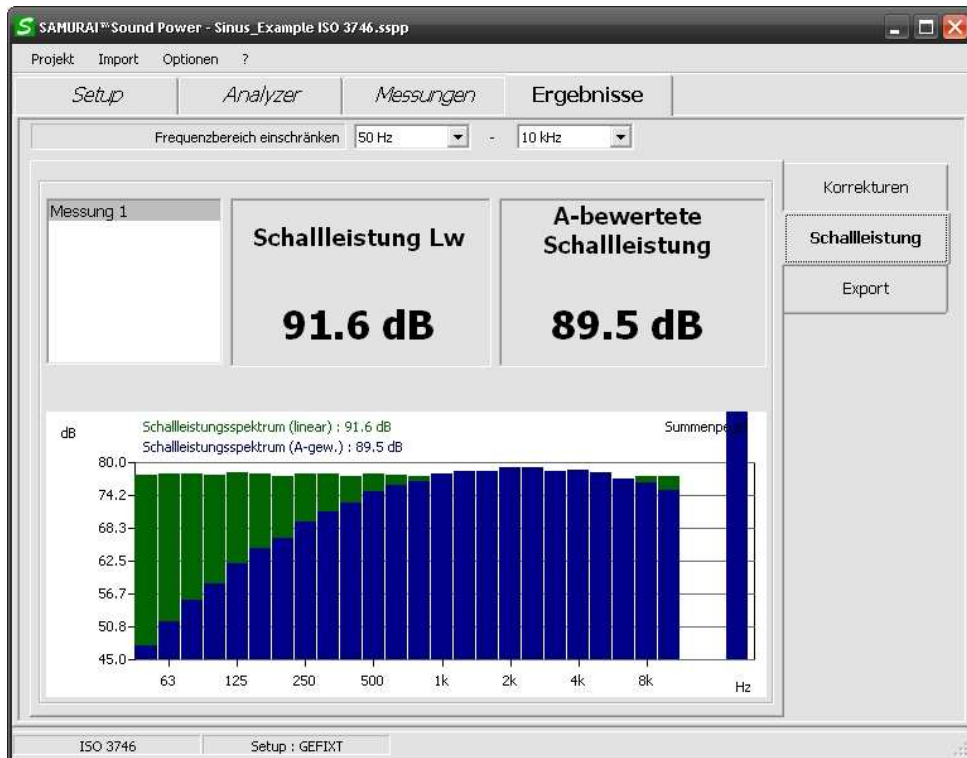 SAMURAI™ Sound Power - Sinus_Example ISO 3746.sspp
Projekt Import Optionen ?
Setup Analyzer Messungen Ergebnisse
Frequenzbereich einschränken 50 Hz - 10 kHz
Messung 1
Schallleistung Lw
91.6 dB
A-bewertete
Schallleistung
89.5 dB
Korrekturen
Schallleistung
Export
dB
Schallleistungsspektrum (linear) : 91.6 dB
Schallleistungsspektrum (A-gew.) : 89.5 dB
80.0
74.2
68.3
62.5
56.7
50.8
45.0
63 125 250 500 1k 2k 4k 8k
Hz
ISO 3746 Setup : GEFIXT